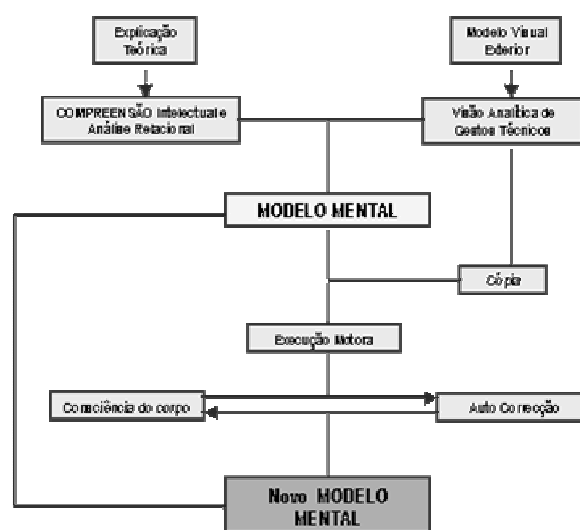 Explicação
Teórica
Modelo Visual
Exterior
COMPREENSÃO Intelectual e
Análise Relacional
Visão Analítica de
Gestos Técnicos
MODELO MENTAL
Cópia
Execução Motora
Consciência do corpo
Auto Correcção
Novo MODELO
MENTAL